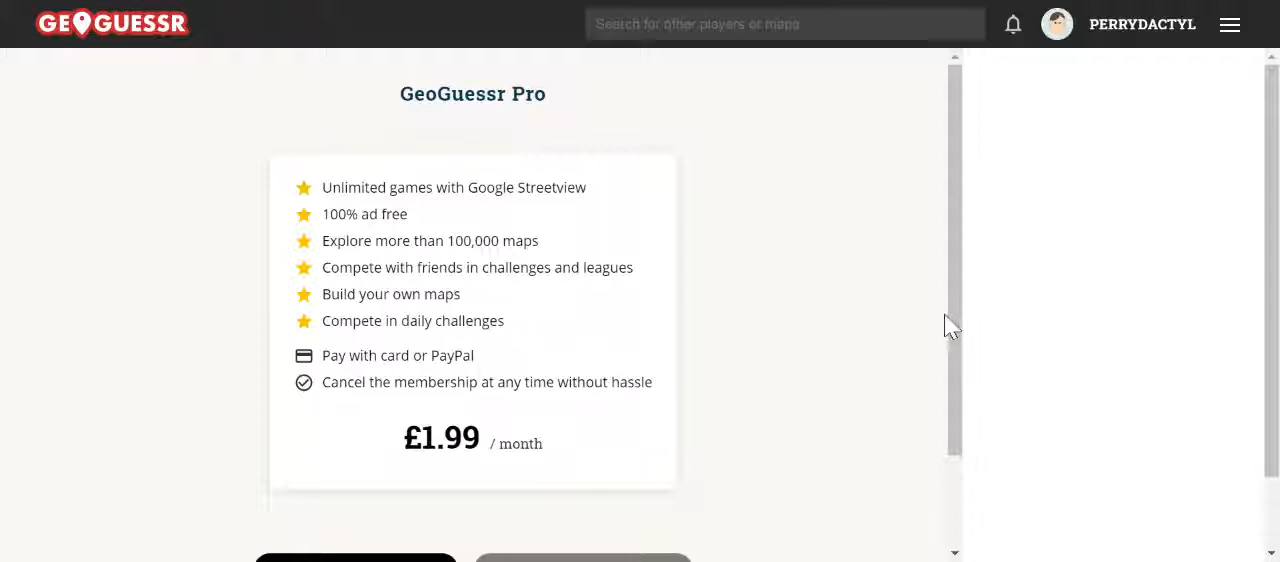 GEOGUESSR
Search for other players or maps
PERRYDACTYL
GeoGuessr Pro
Unlimited games with Google Streetview
100% ad free
Explore more than 100,000 maps
Compete with friends in challenges and leagues
Build your own maps
Compete in daily challenges
Pay with card or PayPal
Cancel the membership at any time without hassle
£1.99 / month